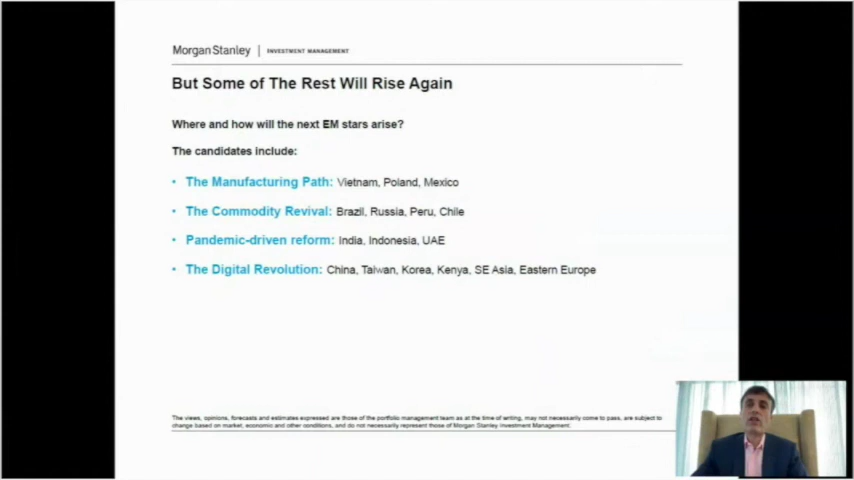 Morgan Stanley | INVESTMENT MANAGEMENT
But Some of The Rest Will Rise Again
Where and how will the next EM stars arise?
The candidates include:
• The Manufacturing Path: Vietnam, Poland, Mexico
• The Commodity Revival: Brazil, Russia, Peru, Chile
• Pandemic-driven reform: India, Indonesia, UAE
• The Digital Revolution: China, Taiwan, Korea, Kenya, SE Asia, Eastern Europe
The views, opinions, forecasts and estimates expressed are those of the portfolio management team as at the time of writing, may not necessarily come to pass, are subject to
change based on market, economic and other conditions, and do not necessarily represent those of Morgan Stanley Investment Management.